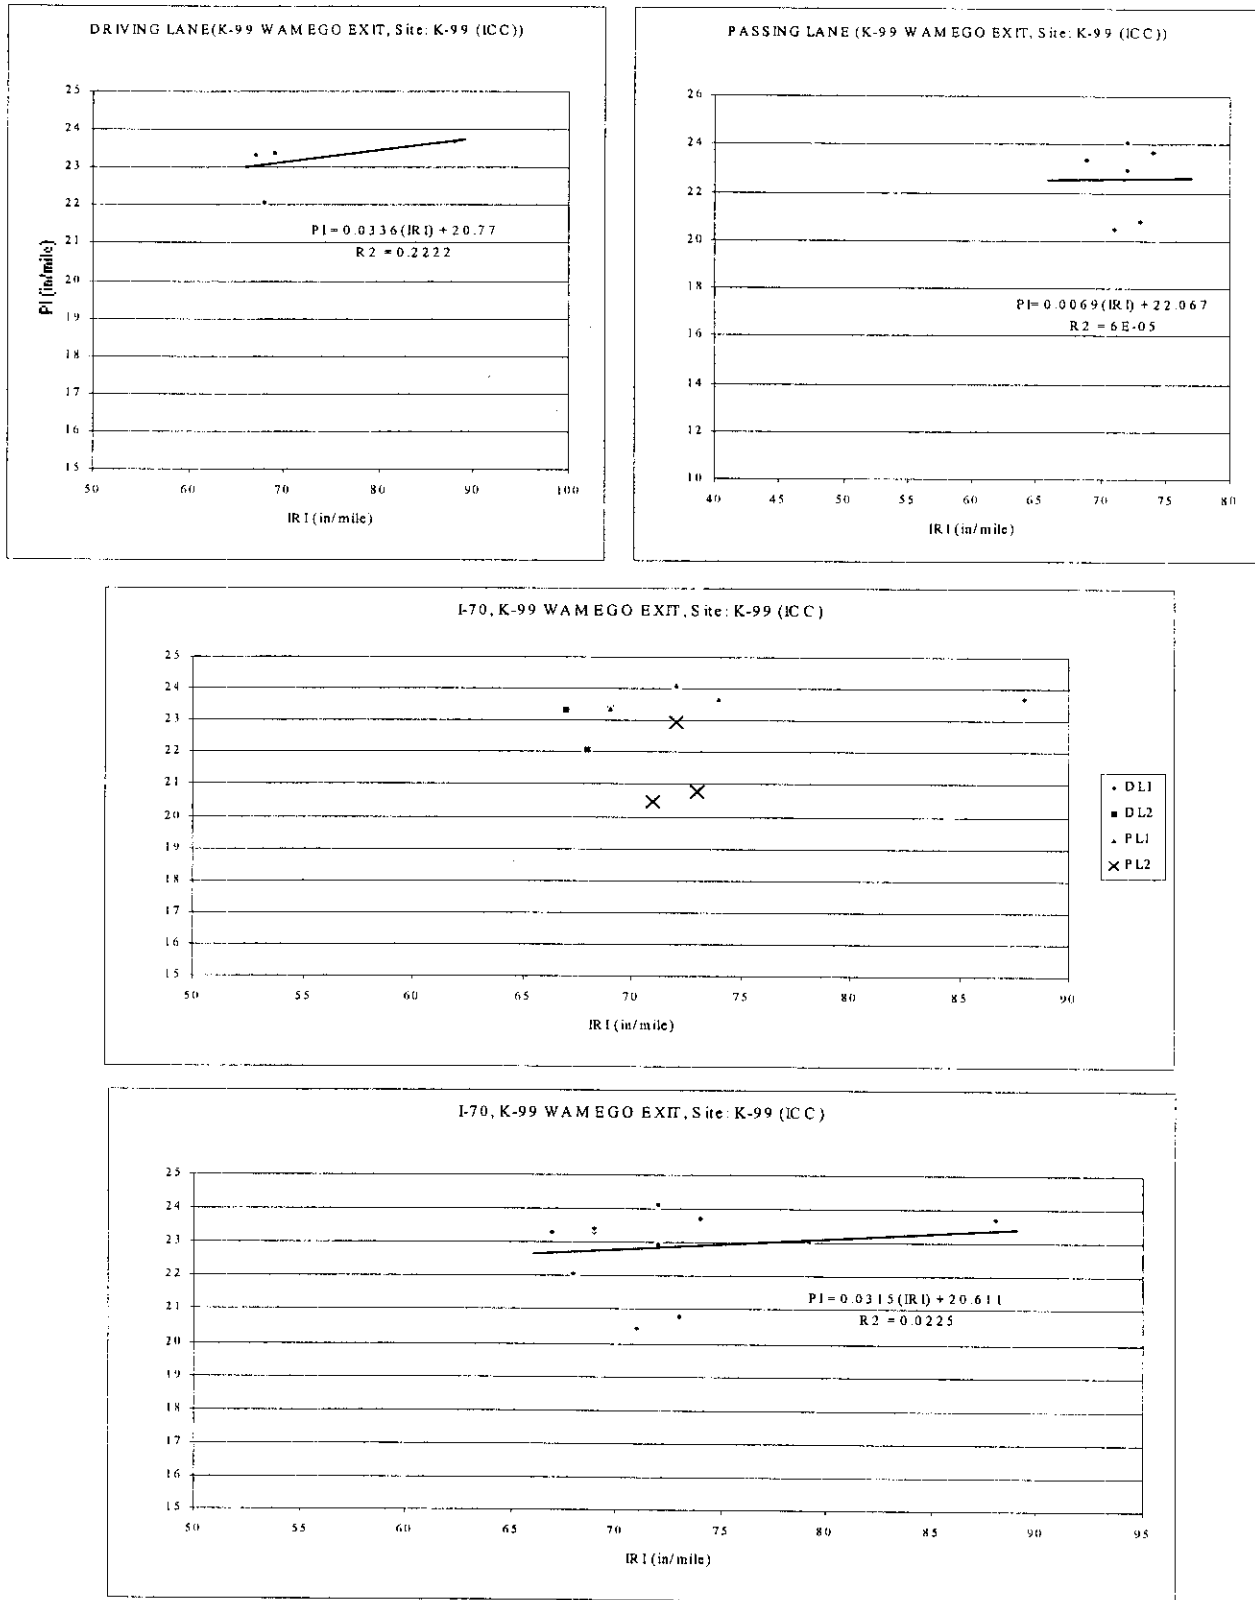 DRIVING LANE(K-99 WAMEGO EXIT, Site: K-99 (ICC))
25
24
23
22
21
20
19
18
17
16
15
PI (in/mile)
PI=0.0336(IRI) + 20.77
R2 = 0.2222
50 60 70 80 90 100
IRI (in/mile)
PASSING LANE (K-99 WAMEGO EXIT, Site: K-99 (ICC))
26
24
22
20
18
16
14
12
10
PI=0.0069(IRI) + 22.067
R2 = 6E-05
40 45 50 55 60 65 70 75 80
IRI (in/mile)
I-70, K-99 WAMEGO EXIT, Site: K-99 (ICC)
25
24
23
22
21
20
19
18
17
16
15
50 55 60 65 70 75 80 85 90
IRI (in/mile)
DL1
DL2
PL1
PL2
I-70, K-99 WAMEGO EXIT, Site: K-99 (ICC)
25
24
23
22
21
20
19
18
17
16
15
PI=0.0315(IRI) + 20.611
R2 = 0.0225
50 55 60 65 70 75 80 85 90 95
IRI (in/mile)